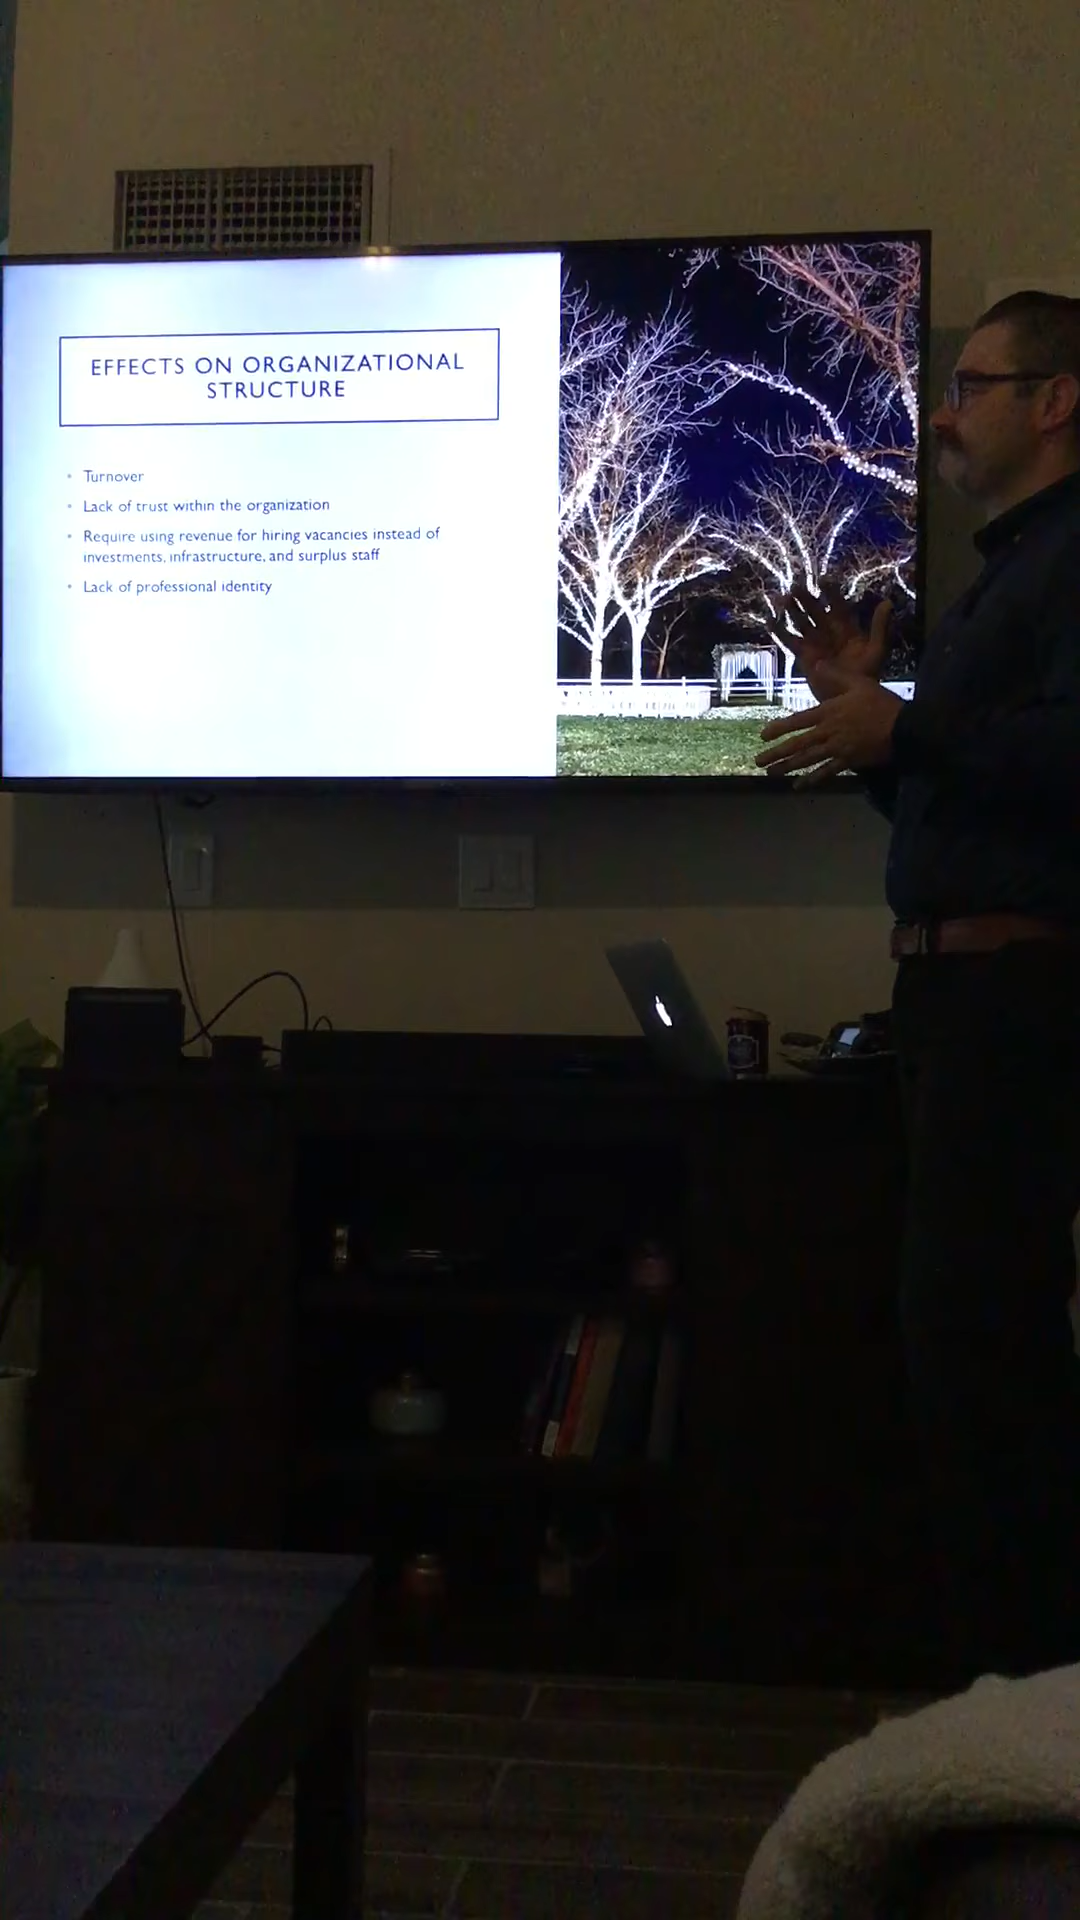 EFFECTS ON ORGANIZATIONAL
STRUCTURE
• Turnover
• Lack of trust within the organization
• Require using revenue for hiring vacancies instead of
investments, infrastructure, and surplus staff
• Lack of professional identity